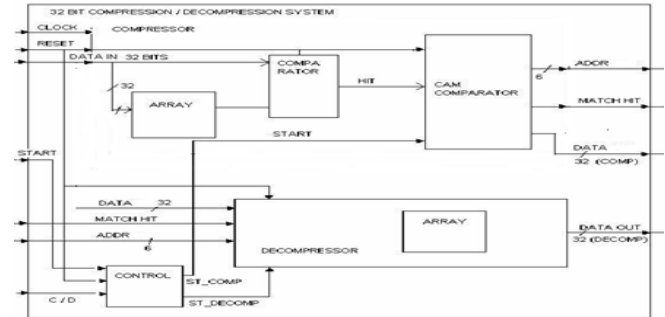 32 BIT COMPRESSION / DECOMPRESSION SYSTEM
CLOCK
COMPRESSOR
RESET
DATA IN 32 BITS
COMPA
RATOR
6
ADDR
32
HIT
CAM
COMPARATOR
ARRAY
MATCH HIT
START
DATA
32 (COMP)
START
DATA
32
MATCH HIT
ARRAY
DATA OUT
ADDR
6
DECOMPRESSOR
32 (DECOMP)
CONTROL
ST_COMP
C / D
ST_DECOMP